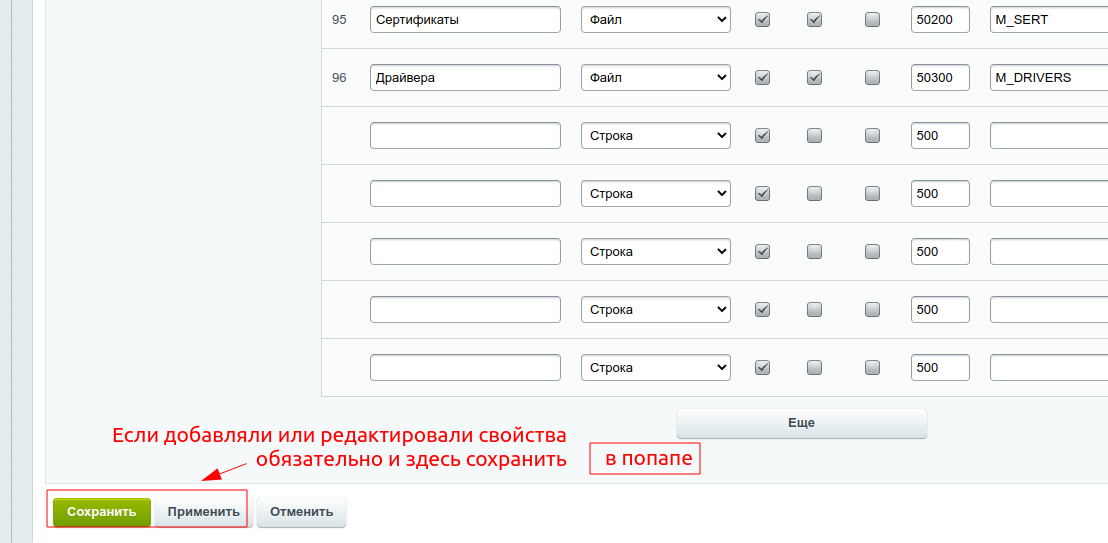 95 Сертификаты Файл 50200 M_SERT
96 Драйвера Файл 50300 M_DRIVERS
Строка 500
Строка 500
Строка 500
Строка 500
Строка 500
Еще
Если добавляли или редактировали свойства
обязательно и здесь сохранить в попапе
Сохранить Применить Отменить